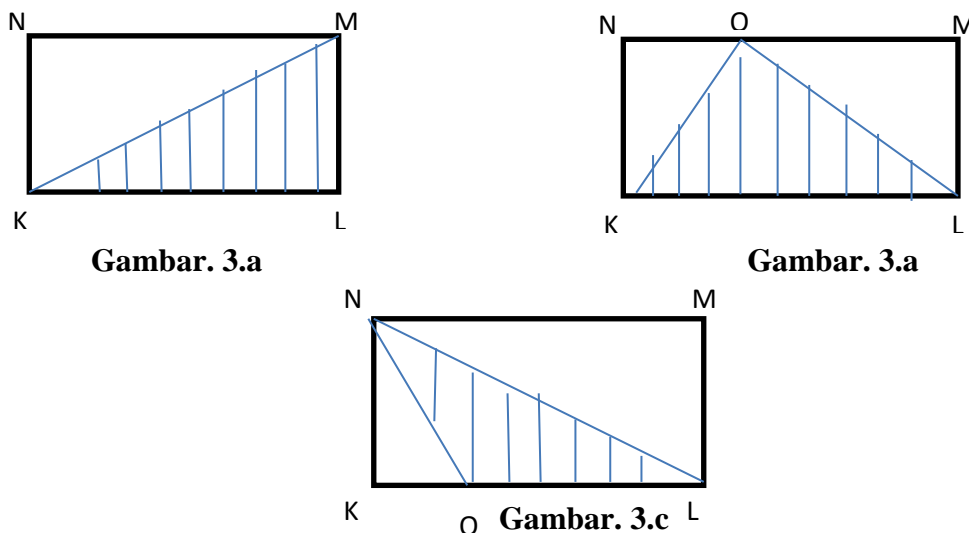 N M
K L
Gambar. 3.a
N O M
K L
Gambar. 3.a
N M
K O L
Gambar. 3.c